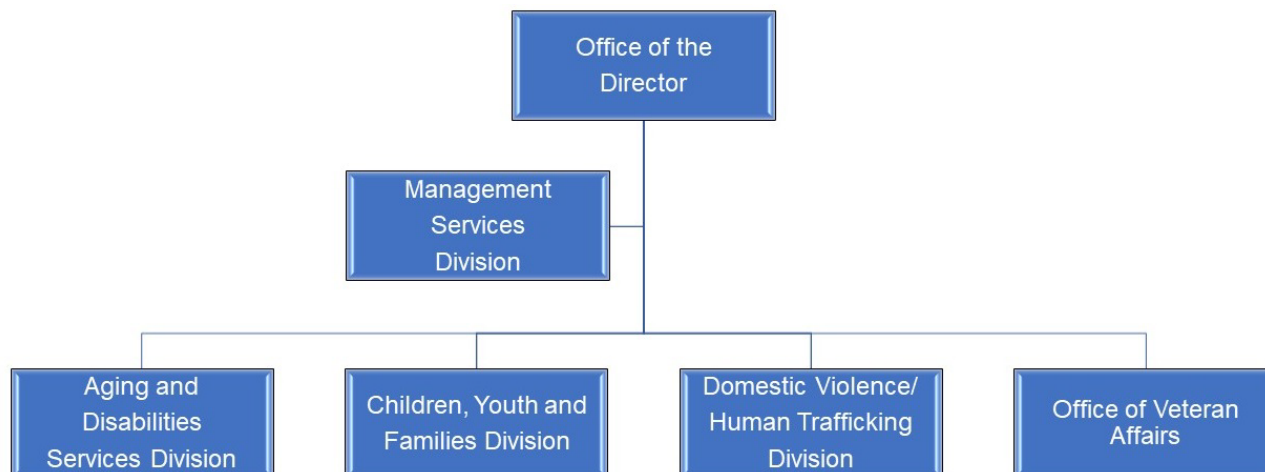 Office of the
Director
Management
Services
Division
Aging and
Disabilities
Services Division
Children, Youth and
Families Division
Domestic Violence/
Human Trafficking
Division
Office of Veteran
Affairs